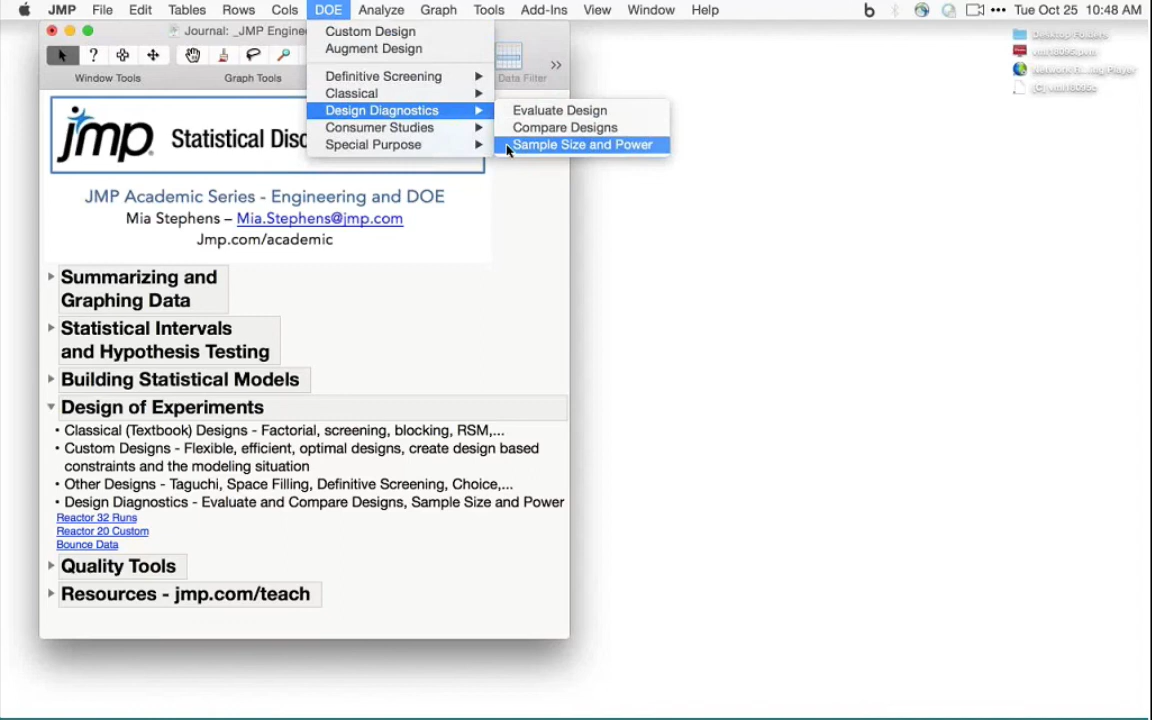 JMP File Edit Tables Rows Cols DOE Analyze Graph Tools Add-Ins View Window Help Tue Oct 25 10:48 AM
Journal: _JMP Engine
Custom Design
Augment Design
Definitive Screening
Classical
Design Diagnostics
Consumer Studies
Special Purpose
Evaluate Design
Compare Designs
Sample Size and Power
Window Tools
Graph Tools
Data Filter
Desktop Folders
jmp Statistical Disc
JMP Academic Series - Engineering and DOE
Mia Stephens – Mia.Stephens@jmp.com
Jmp.com/academic
Summarizing and
Graphing Data
Statistical Intervals
and Hypothesis Testing
Building Statistical Models
Design of Experiments
• Classical (Textbook) Designs - Factorial, screening, blocking, RSM,...
• Custom Designs - Flexible, efficient, optimal designs, create design based
constraints and the modeling situation
• Other Designs - Taguchi, Space Filling, Definitive Screening, Choice,...
• Design Diagnostics - Evaluate and Compare Designs, Sample Size and Power
Reactor 32 Runs
Reactor 20 Custom
Bounce Data
Quality Tools
Resources - jmp.com/teach